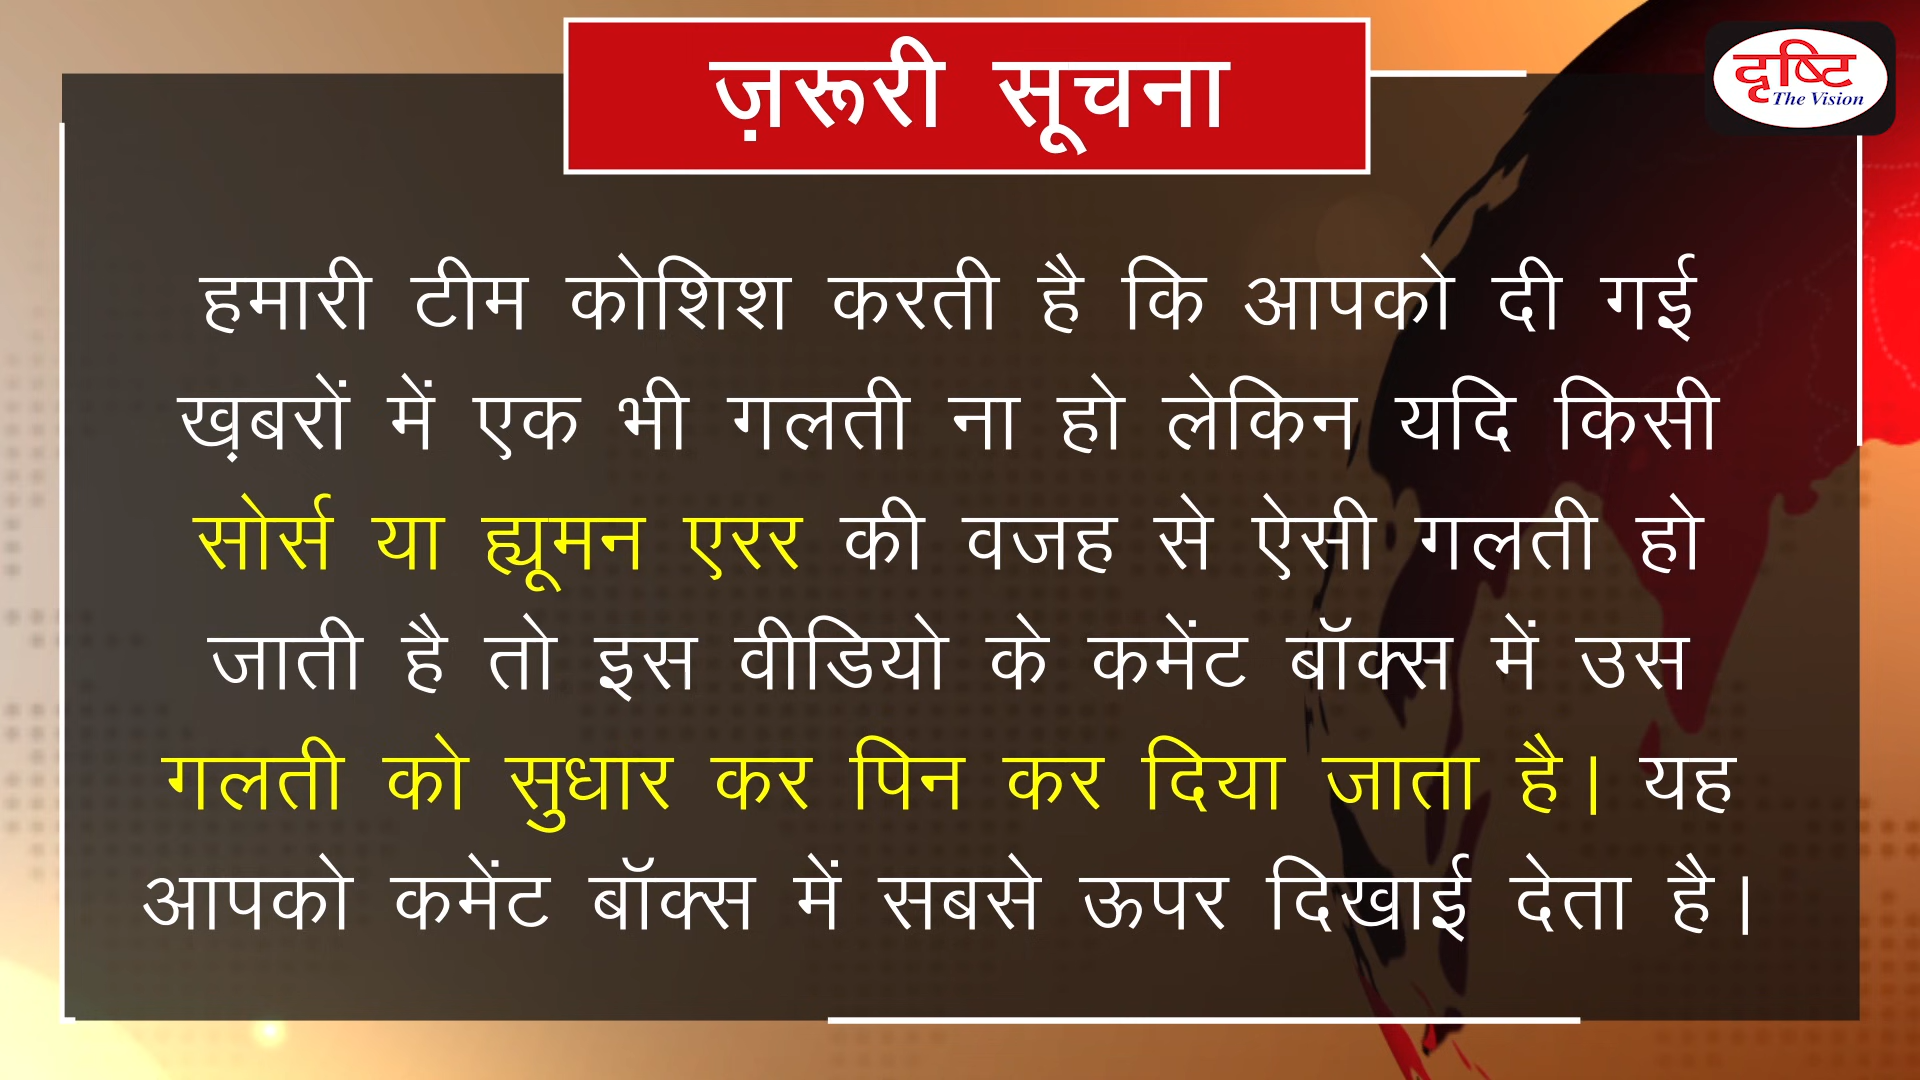 ज़रूरी सूचना
दृष्टि
The Vision
हमारी टीम कोशिश करती है कि आपको दी गई
ख़बरों में एक भी गलती ना हो लेकिन यदि किसी
सोर्स या ह्यूमन एरर की वजह से ऐसी गलती हो
जाती है तो इस वीडियो के कमेंट बॉक्स में उस
गलती को सुधार कर पिन कर दिया जाता है। यह
आपको कमेंट बॉक्स में सबसे ऊपर दिखाई देता है।